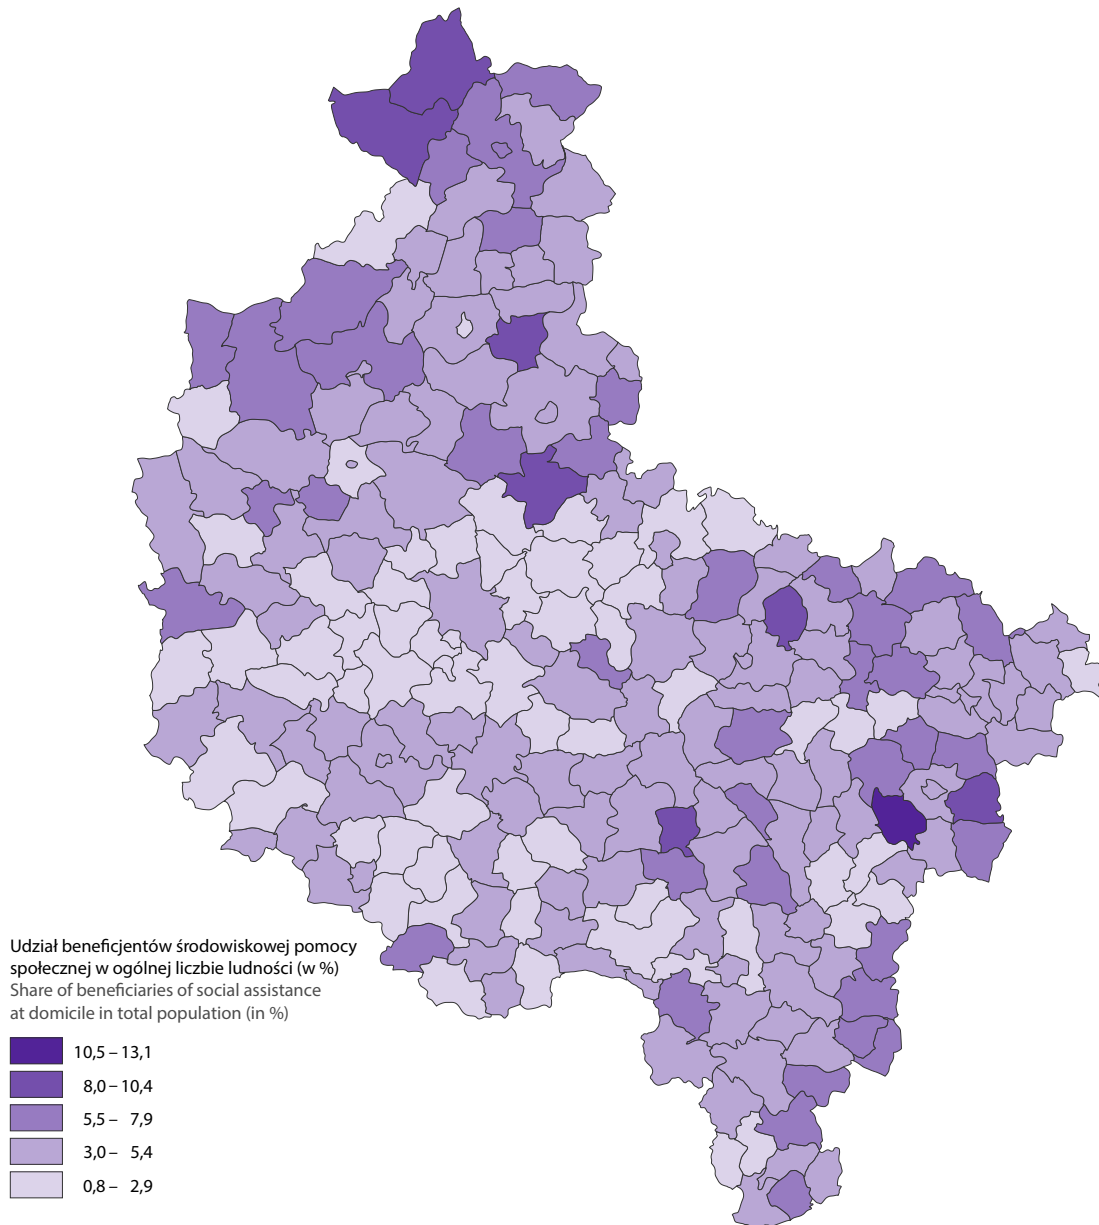 Udział beneficjentów środowiskowej pomocy
społecznej w ogólnej liczbie ludności (w %)
Share of beneficiaries of social assistance
at domicile in total population (in %)
10,5 – 13,1
8,0 – 10,4
5,5 – 7,9
3,0 – 5,4
0,8 – 2,9